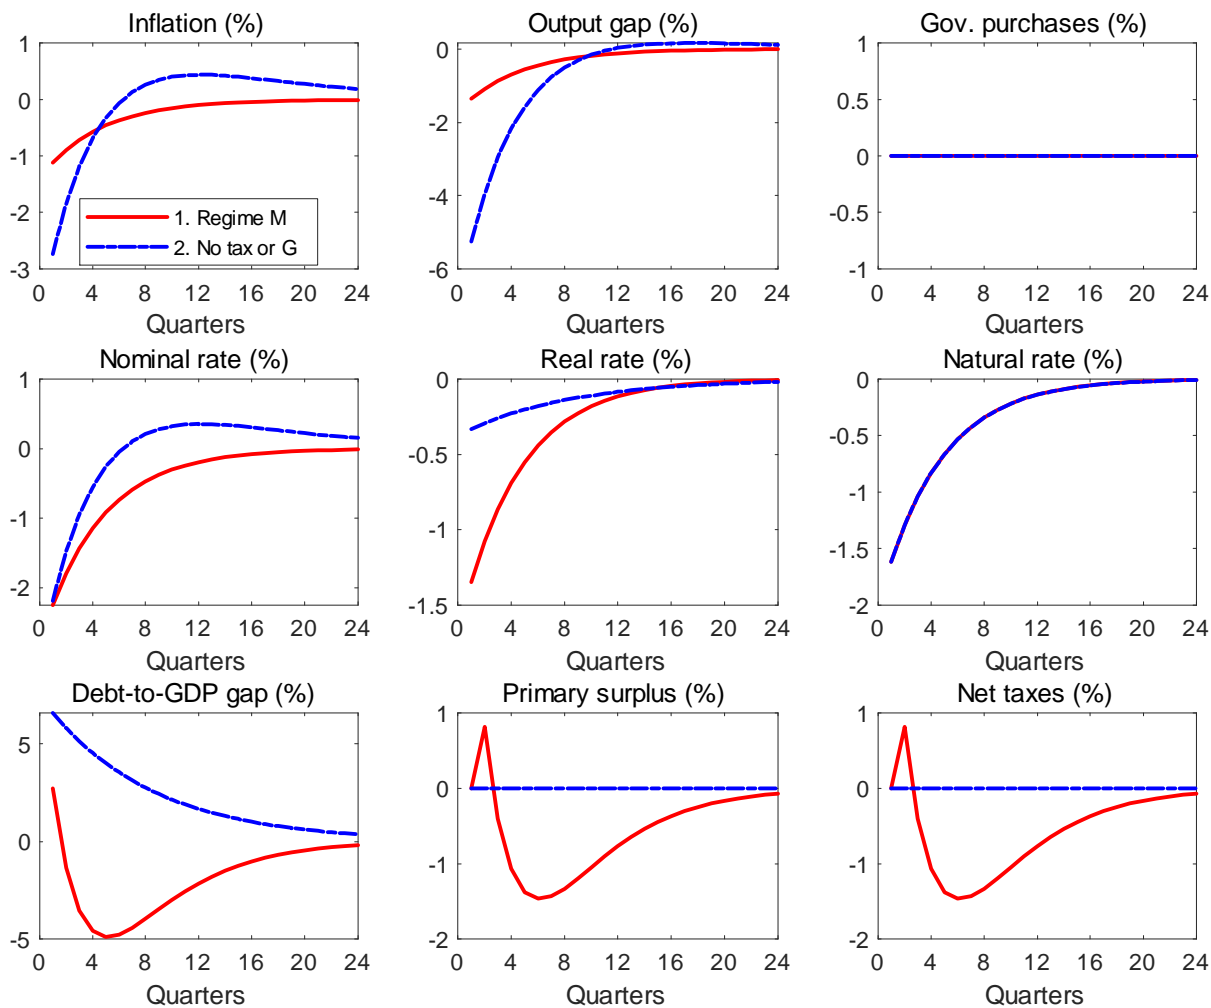 Inflation (%)
1
0
-1
-2
-3
1. Regime M
2. No tax or G
0 4 8 12 16 20 24
Quarters
Output gap (%)
0
-2
-4
-6
0 4 8 12 16 20 24
Quarters
Gov. purchases (%)
1
0.5
0
-0.5
-1
0 4 8 12 16 20 24
Quarters
Nominal rate (%)
1
0
-1
-2
0 4 8 12 16 20 24
Quarters
Real rate (%)
0
-0.5
-1
-1.5
0 4 8 12 16 20 24
Quarters
Natural rate (%)
0
-0.5
-1
-1.5
-2
0 4 8 12 16 20 24
Quarters
Debt-to-GDP gap (%)
5
0
-5
0 4 8 12 16 20 24
Quarters
Primary surplus (%)
1
0
-1
-2
0 4 8 12 16 20 24
Quarters
Net taxes (%)
1
0
-1
-2
0 4 8 12 16 20 24
Quarters